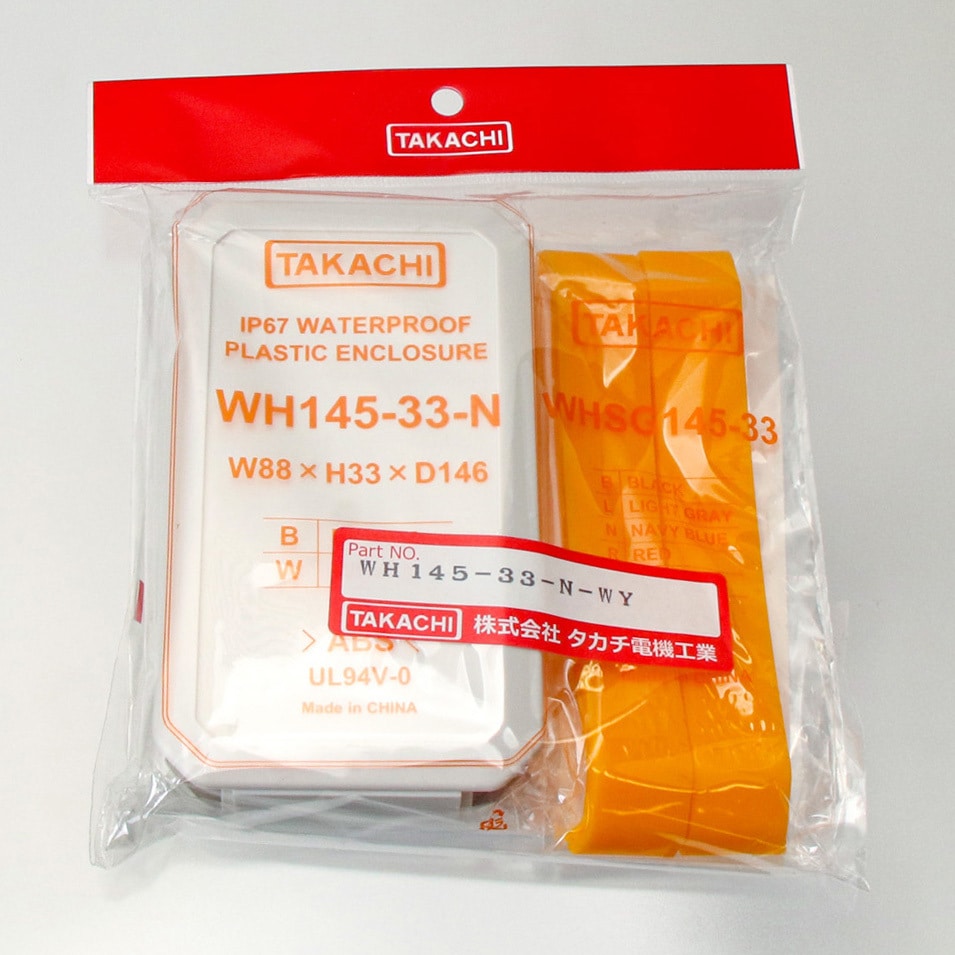 TAKACHI
TAKACHI
IP67 WATERPROOF
PLASTIC ENCLOSURE
WH145-33-N
W88 × H33 × D146
B
W
>ABS<
UL94V-0
Made in CHINA
TAKACHI
WHSC145-33
B BLACK
L LIGHT GRAY
N NAVY BLUE
R RED
Part NO.
WH145-33-N-WY
TAKACHI 株式会社 タカチ電機工業